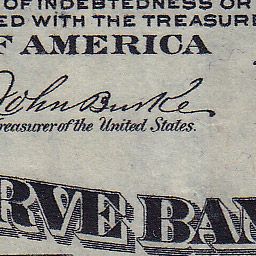 OF INDEBTEDNESS OR
ED WITH THE TREASURE
F AMERICA
John Burke
Treasurer of the United States.
RVE BAN